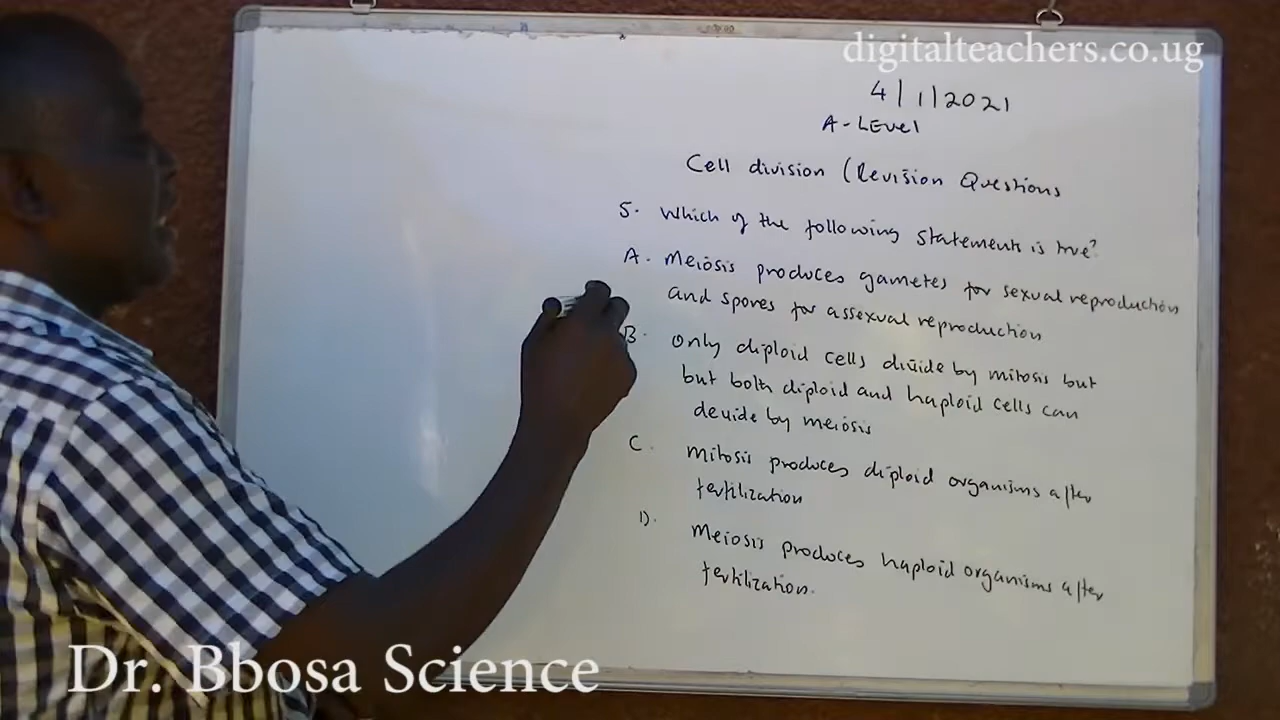 digitalteachers.co.ug
4/1/2021
A-LEvel
Cell division (Revision Questions
5. Which of the following statements is true?
A. Meiosis produces gametes for sexual reproduction
and spores for assexual reproduction
B. only diploid cells divide by mitosis but
but both diploid and haploid cells can
devide by meiosis
C. mitosis produces diploid organisms after
fertilization
D. Meiosis produces haploid organisms after
fertilization.
Dr. Bbosa Science